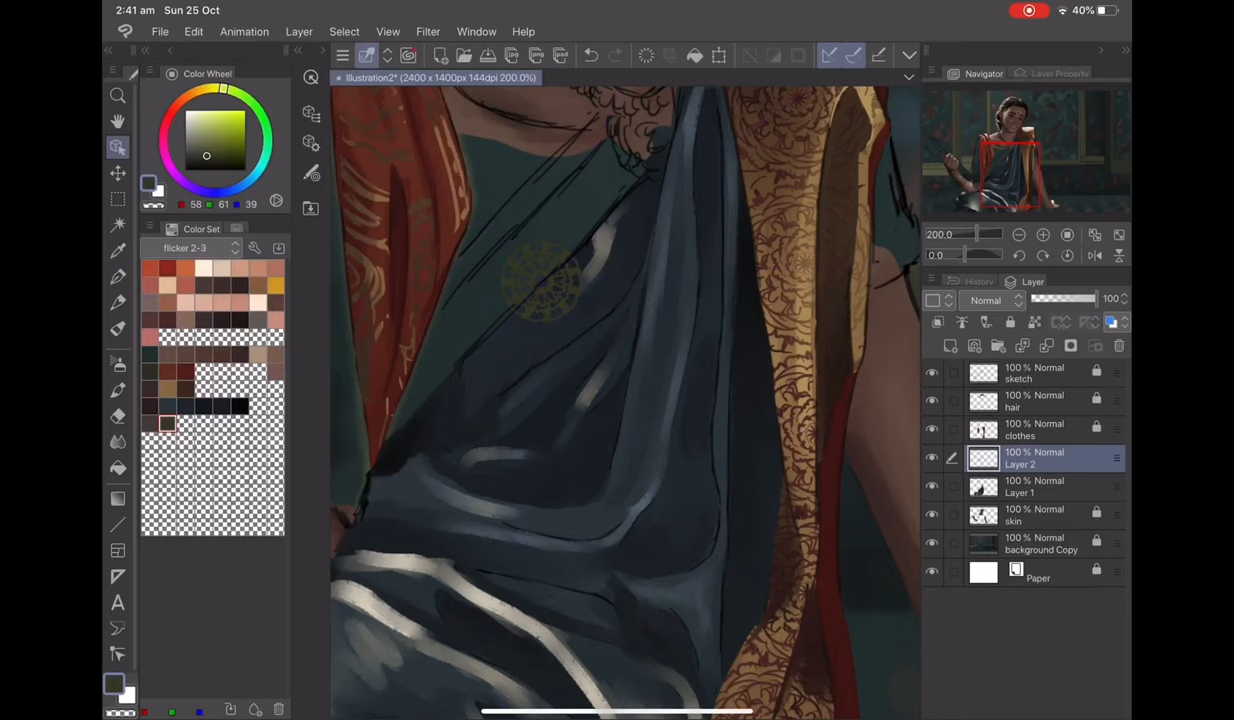 2:41 am Sun 25 Oct
40%
File Edit Animation Layer Select View Filter Window Help
Illustration2* (2400 x 1400px 144dpi 200.0%)
Color Wheel
58 61 39
Color Set
flicker 2-3
Navigator Layer Property
200.0
0.0
History Layer
Normal 100
100 % Normal
sketch
100 % Normal
hair
100 % Normal
clothes
100 % Normal
Layer 2
100 % Normal
Layer 1
100 % Normal
skin
100 % Normal
background Copy
Paper